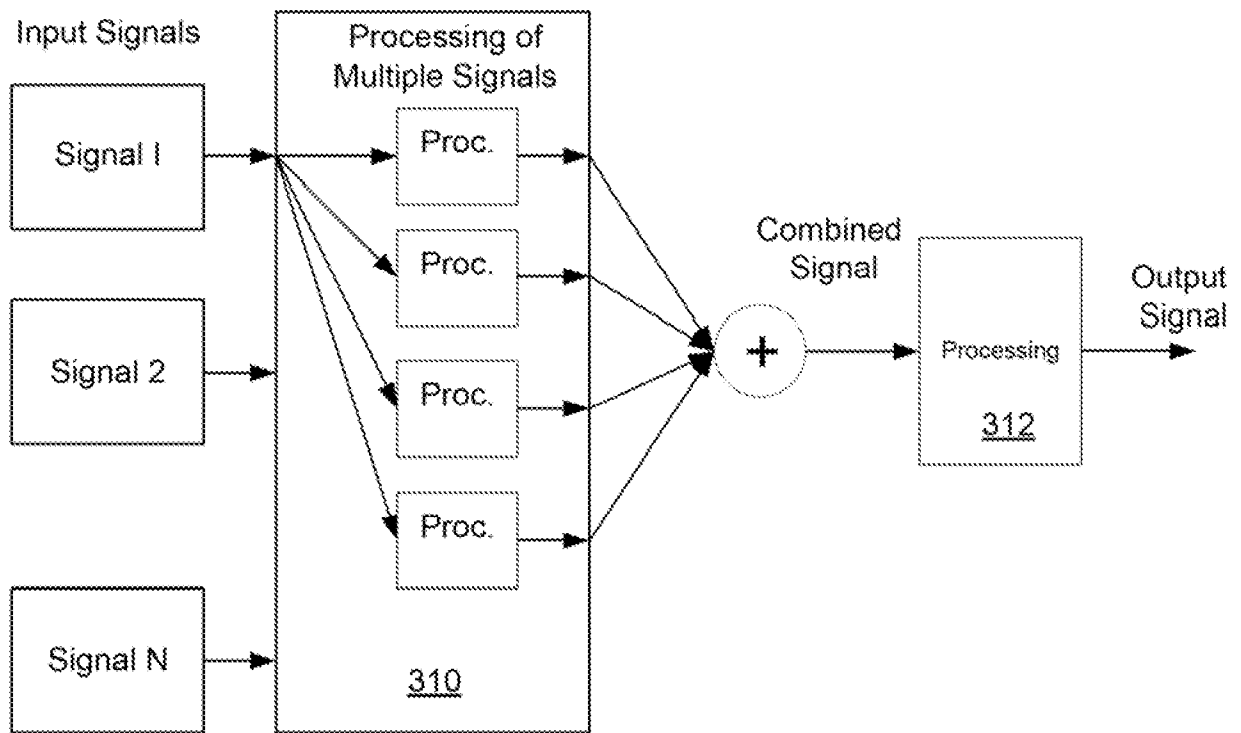 Input Signals
Processing of
Multiple Signals
Signal I
Proc.
Proc.
Signal 2
Proc.
Proc.
Signal N
310
Combined
Signal
Processing
312
Output
Signal